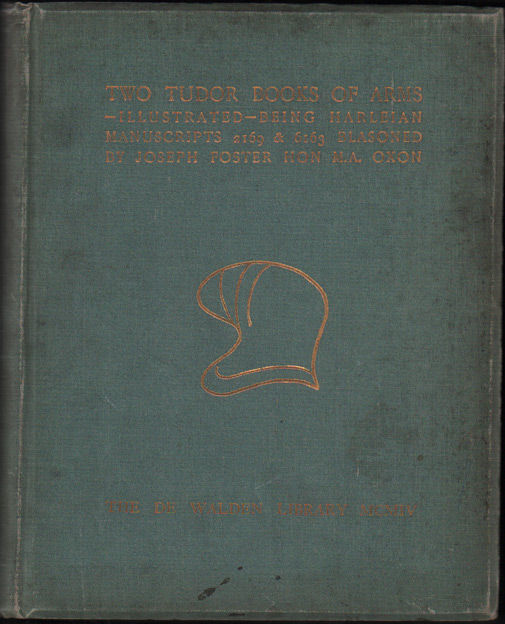 TWO TUDOR BOOKS OF ARMS
—ILLUSTRATED—BEING HARLEIAN
MANUSCRIPTS 2169 & 6163 BLASONED
BY JOSEPH FOSTER HON M.A. OXON
THE DE WALDEN LIBRARY